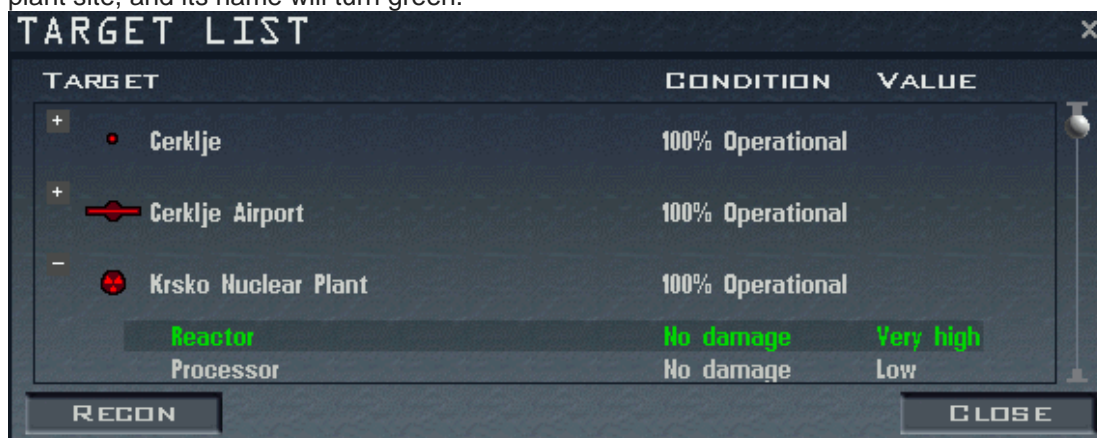 plant site, and its name will turn green.
TARGET LIST ×
TARGET CONDITION VALUE
+ Cerklje 100% Operational
+ Cerklje Airport 100% Operational
− Krsko Nuclear Plant 100% Operational
Reactor No damage Very high
Processor No damage Low
RECON CLOSE